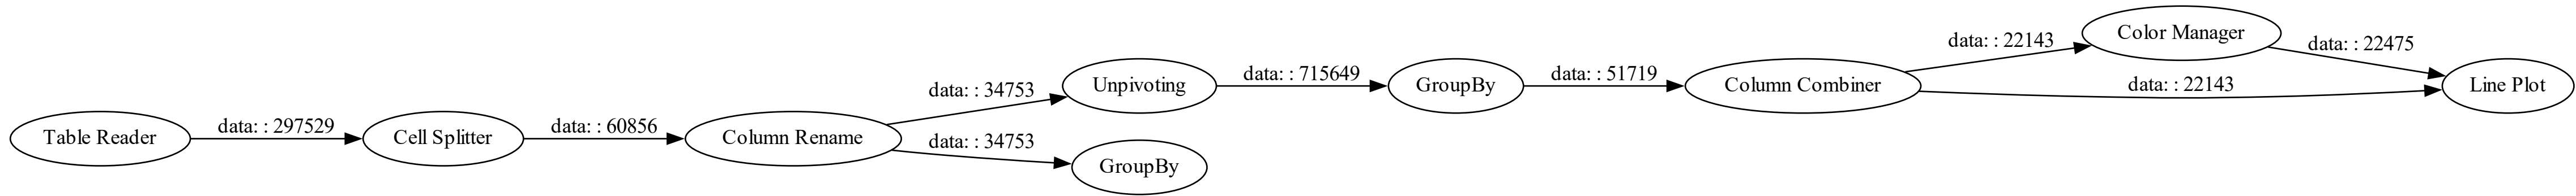 Table Reader
data: : 297529
Cell Splitter
data: : 60856
Column Rename
data: : 34753
Unpivoting
data: : 715649
GroupBy
data: : 51719
Column Combiner
data: : 22143
Color Manager
data: : 22475
data: : 22143
Line Plot
data: : 34753
GroupBy